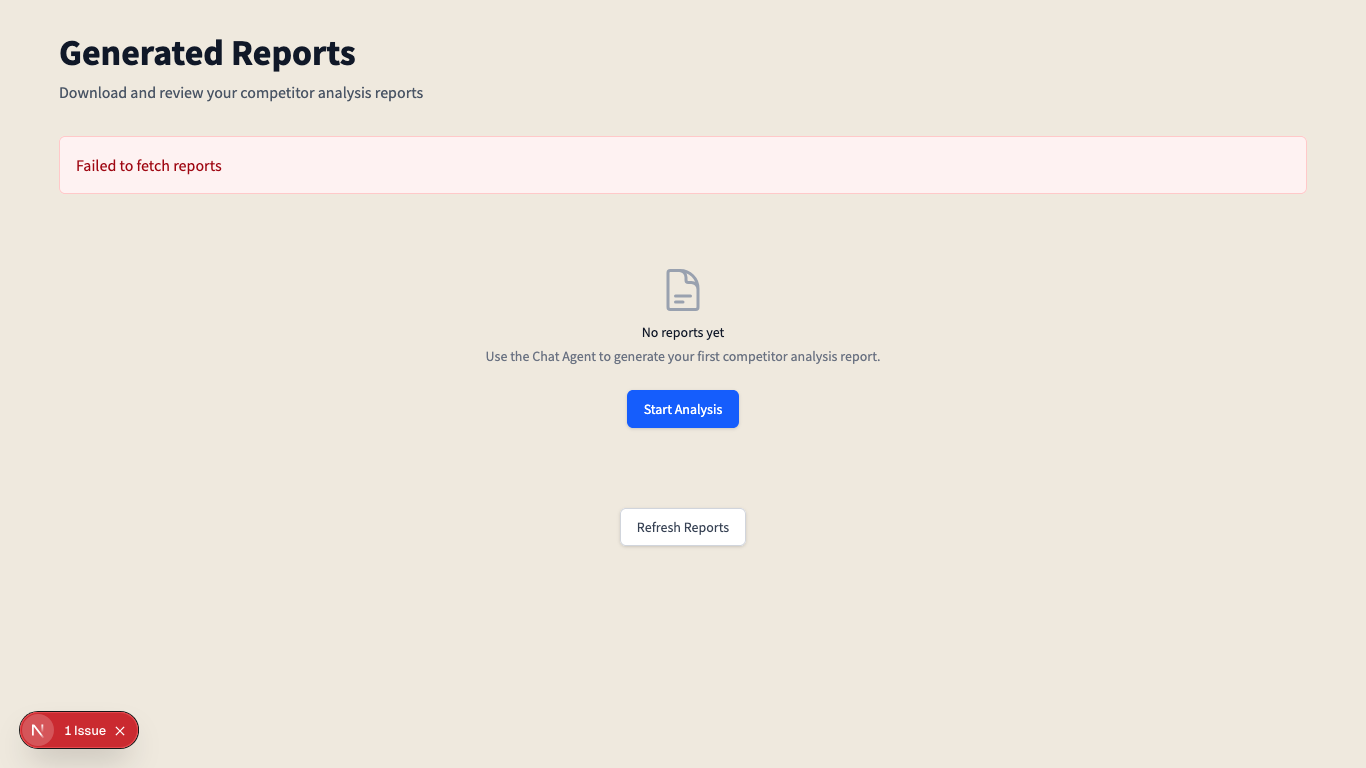 Generated Reports
Download and review your competitor analysis reports
Failed to fetch reports
No reports yet
Use the Chat Agent to generate your first competitor analysis report.
Start Analysis
Refresh Reports
N 1 Issue